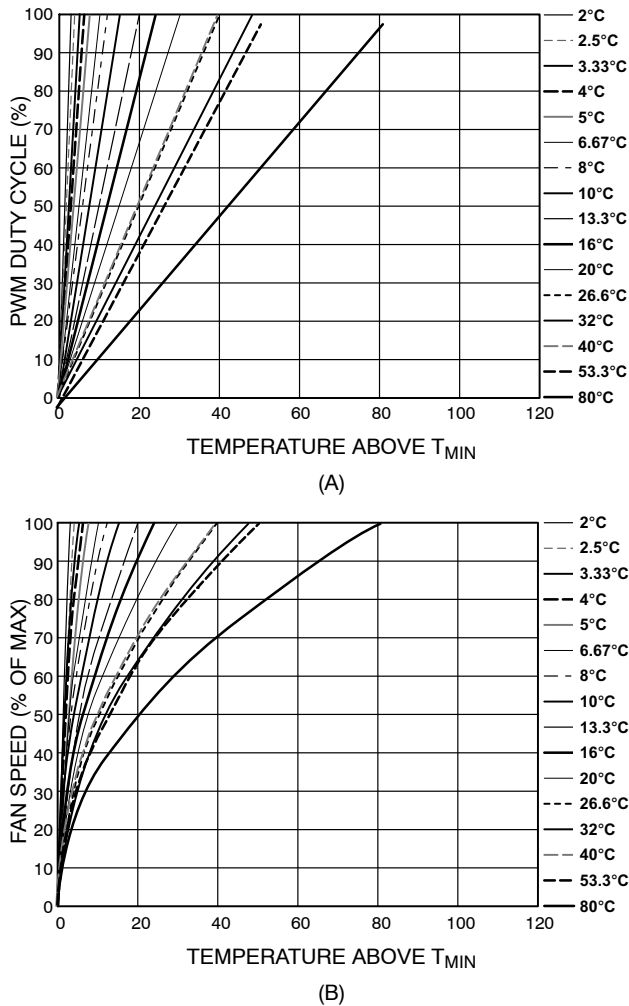 PWM DUTY CYCLE (%)
100
90
80
70
60
50
40
30
20
10
0
0 20 40 60 80 100 120
TEMPERATURE ABOVE TMIN
2°C
2.5°C
3.33°C
4°C
5°C
6.67°C
8°C
10°C
13.3°C
16°C
20°C
26.6°C
32°C
40°C
53.3°C
80°C
(A)
FAN SPEED (% OF MAX)
100
90
80
70
60
50
40
30
20
10
0
0 20 40 60 80 100 120
TEMPERATURE ABOVE TMIN
2°C
2.5°C
3.33°C
4°C
5°C
6.67°C
8°C
10°C
13.3°C
16°C
20°C
26.6°C
32°C
40°C
53.3°C
80°C
(B)